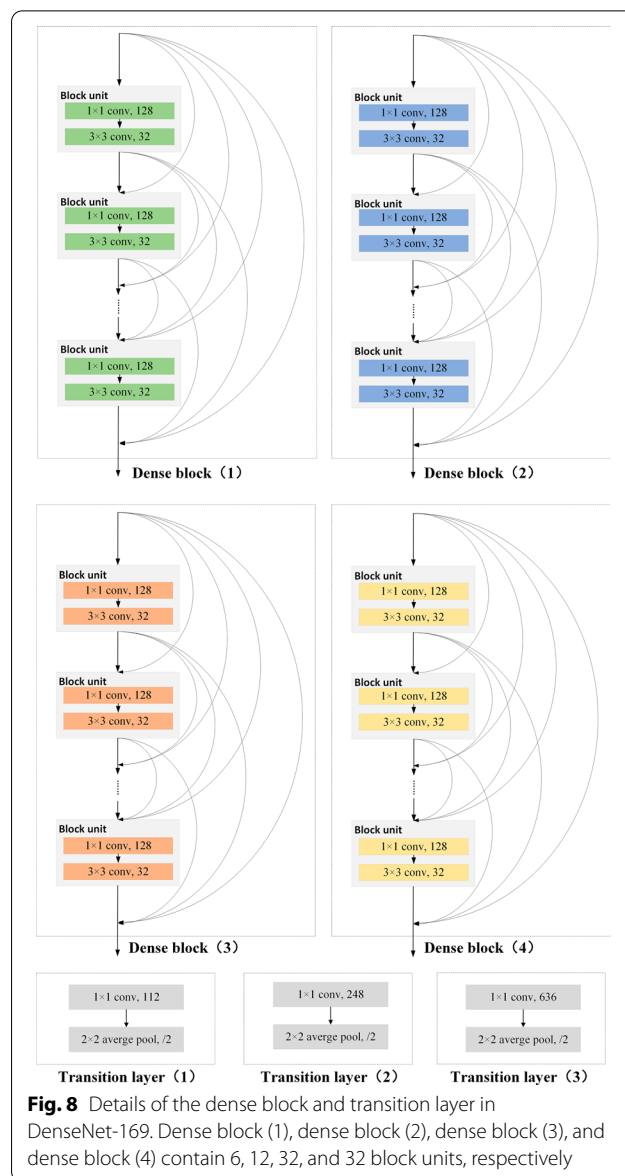 Block unit
1×1 conv, 128
3×3 conv, 32
Block unit
1×1 conv, 128
3×3 conv, 32
Block unit
1×1 conv, 128
3×3 conv, 32
Dense block（1）
Block unit
1×1 conv, 128
3×3 conv, 32
Block unit
1×1 conv, 128
3×3 conv, 32
Block unit
1×1 conv, 128
3×3 conv, 32
Dense block（2）
Block unit
1×1 conv, 128
3×3 conv, 32
Block unit
1×1 conv, 128
3×3 conv, 32
Block unit
1×1 conv, 128
3×3 conv, 32
Dense block（3）
Block unit
1×1 conv, 128
3×3 conv, 32
Block unit
1×1 conv, 128
3×3 conv, 32
Block unit
1×1 conv, 128
3×3 conv, 32
Dense block（4）
1×1 conv, 112
2×2 averge pool, /2
Transition layer（1）
1×1 conv, 248
2×2 averge pool, /2
Transition layer（2）
1×1 conv, 636
2×2 averge pool, /2
Transition layer（3）
Fig. 8 Details of the dense block and transition layer in
DenseNet-169. Dense block (1), dense block (2), dense block (3), and
dense block (4) contain 6, 12, 32, and 32 block units, respectively